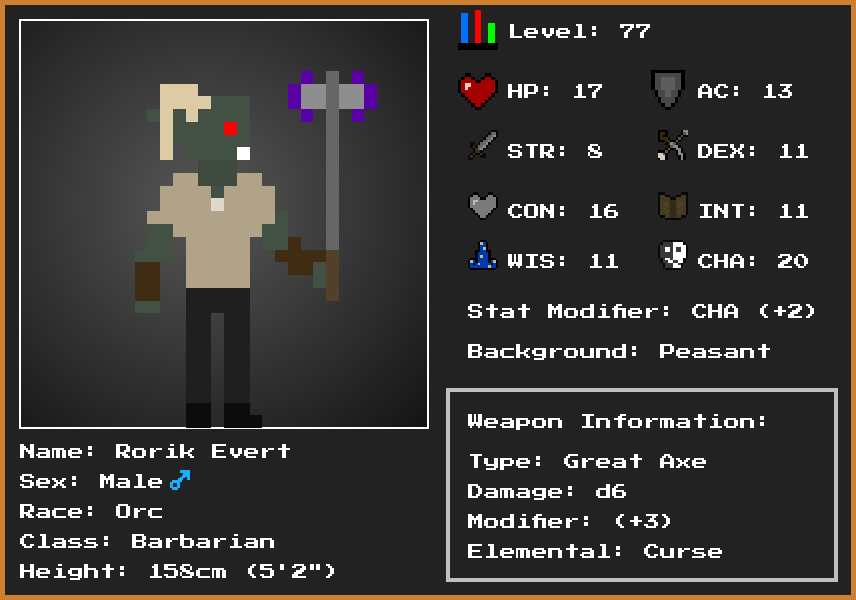 Level: 77
HP: 17 AC: 13
STR: 8 DEX: 11
CON: 16 INT: 11
WIS: 11 CHA: 20
Stat Modifier: CHA (+2)
Background: Peasant
Weapon Information:
Type: Great Axe
Damage: d6
Modifier: (+3)
Elemental: Curse
Name: Rorik Evert
Sex: Male ♂
Race: Orc
Class: Barbarian
Height: 158cm (5'2")